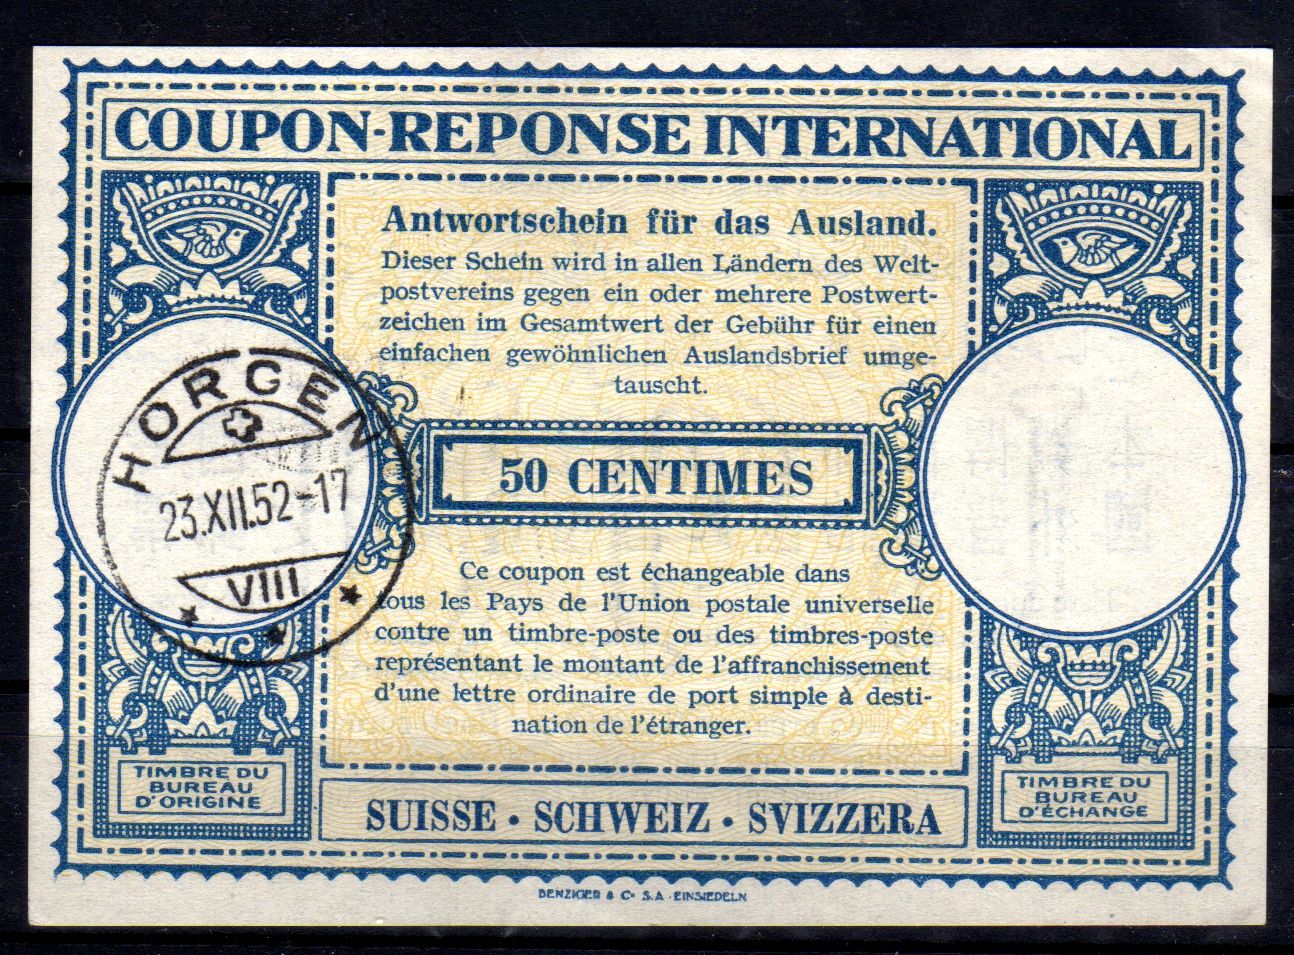 COUPON-REPONSE INTERNATIONAL
Antwortschein für das Ausland.
Dieser Schein wird in allen Ländern des Welt-
postvereins gegen ein oder mehrere Postwert-
zeichen im Gesamtwert der Gebühr für einen
einfachen gewöhnlichen Auslandsbrief umge-
tauscht.
HORGEN
23.XII.52-17
VIII
50 CENTIMES
Ce coupon est échangeable dans
tous les Pays de l'Union postale universelle
contre un timbre-poste ou des timbres-poste
représentant le montant de l'affranchissement
d'une lettre ordinaire de port simple à desti-
nation de l'étranger.
TIMBRE DU
BUREAU
D'ORIGINE
TIMBRE DU
BUREAU
D'ÉCHANGE
SUISSE · SCHWEIZ · SVIZZERA
BENZIGER & Co S.A. EINSIEDELN